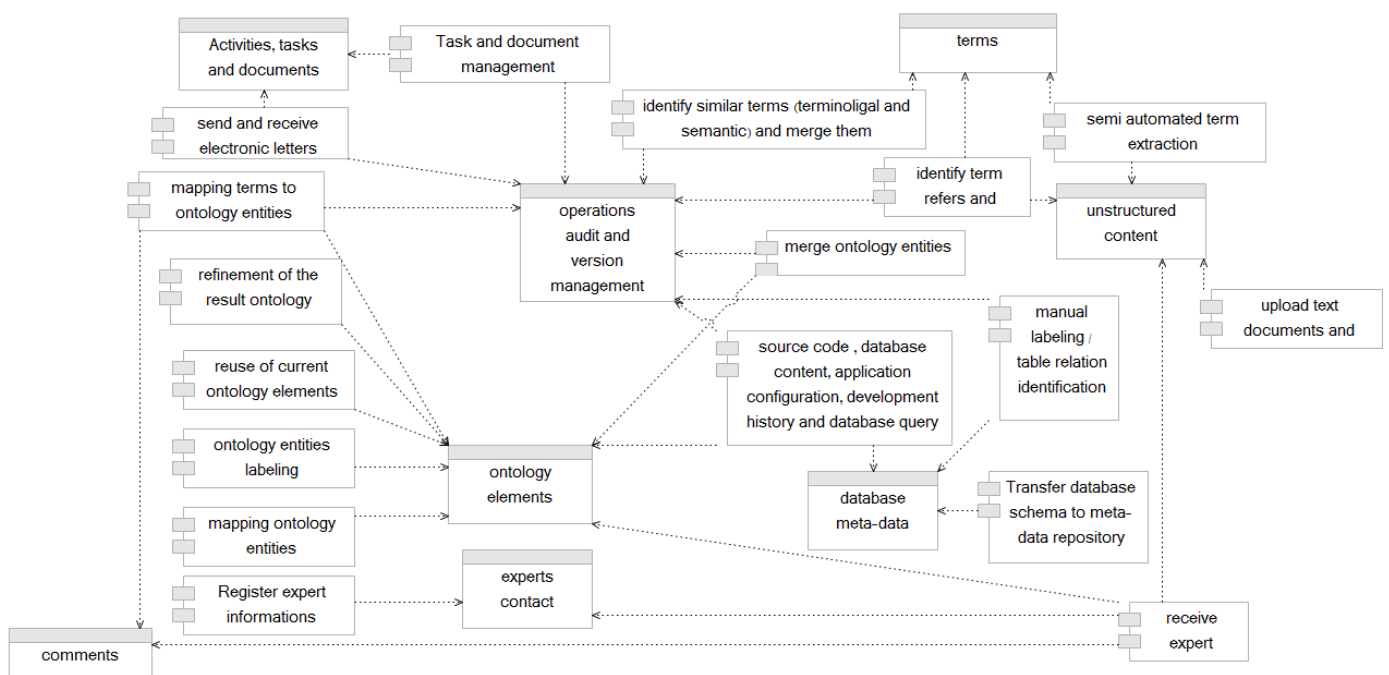 Activities, tasks
and documents
Task and document
management
terms
send and receive
electronic letters
identify similar terms (terminoligal and
semantic) and merge them
semi automated term
extraction
mapping terms to
ontology entities
identify term
refers and
operations
audit and
version
management
unstructured
content
merge ontology entities
refinement of the
result ontology
upload text
documents and
manual
labeling /
table relation
identification
source code , database
content, application
configuration, development
history and database query
reuse of current
ontology elements
ontology entities
labeling
ontology
elements
database
meta-data
Transfer database
schema to meta-
data repository
mapping ontology
entities
experts
contact
Register expert
informations
receive
expert
comments